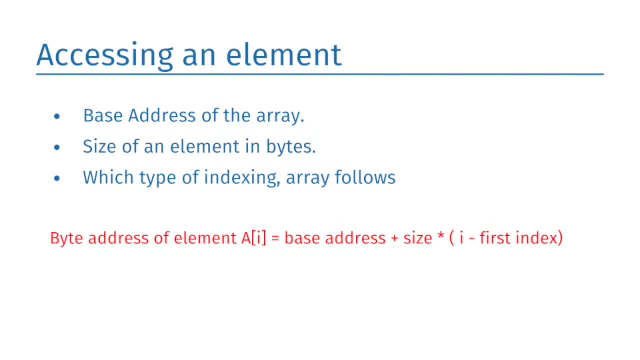 Accessing an element
• Base Address of the array.
• Size of an element in bytes.
• Which type of indexing, array follows
Byte address of element A[i] = base address + size * ( i - first index)